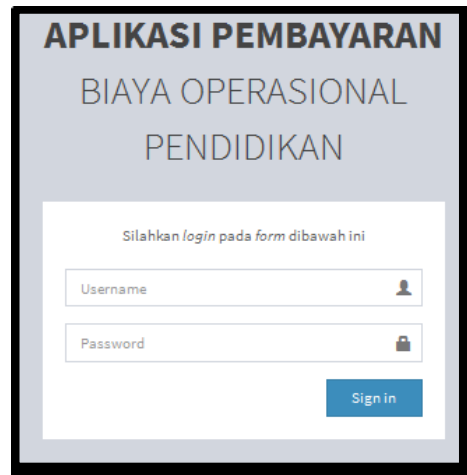 APLIKASI PEMBAYARAN
BIAYA OPERASIONAL
PENDIDIKAN
Silahkan login pada form dibawah ini
Username
Password
Sign in